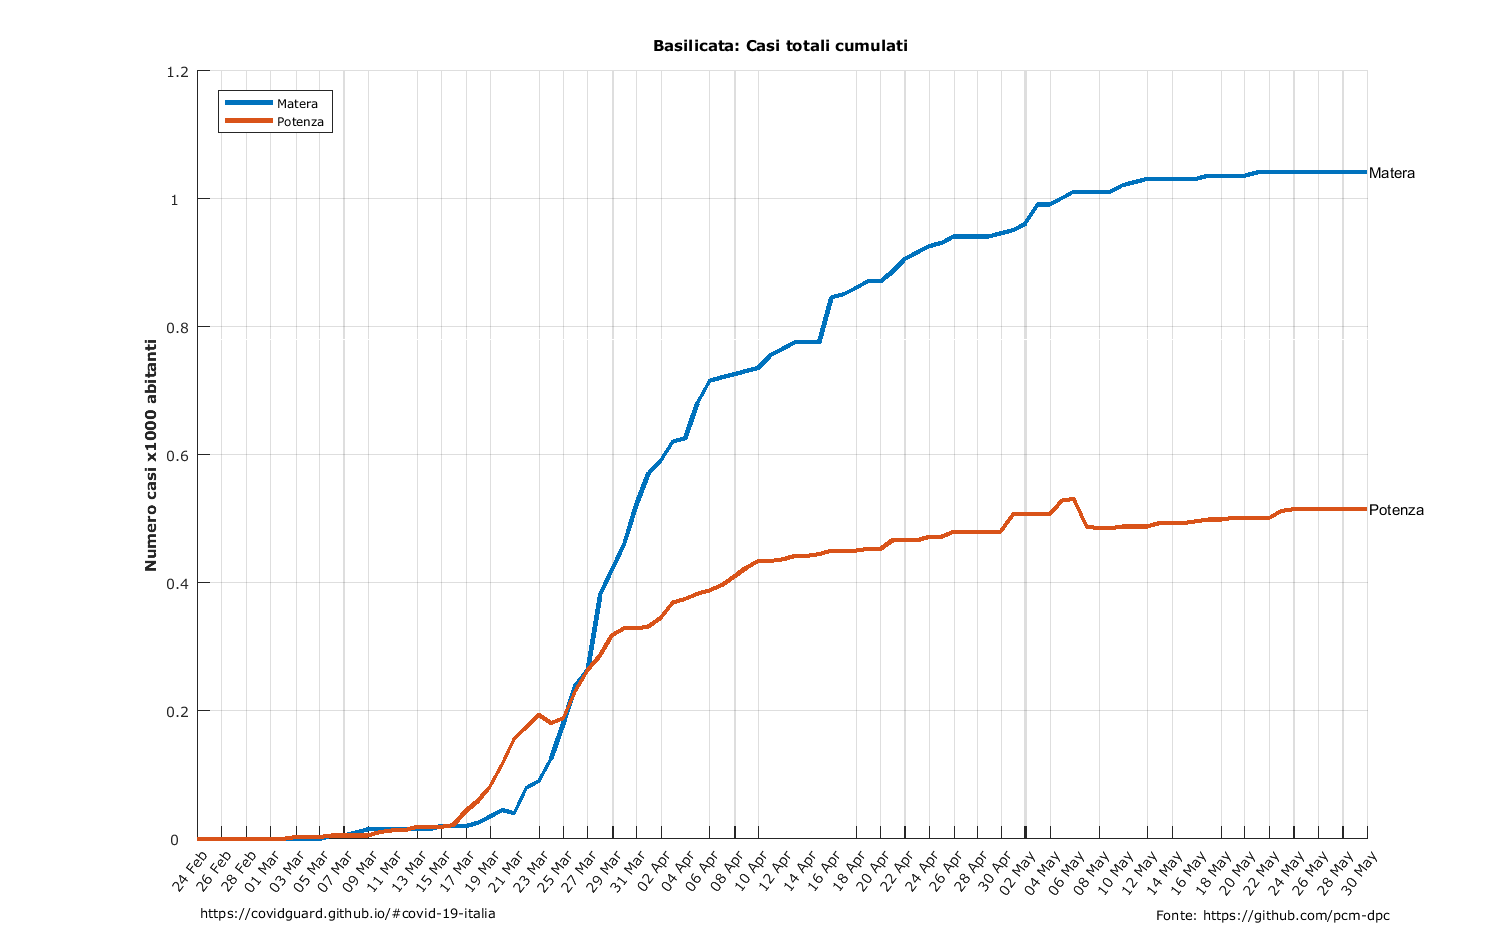 Basilicata: Casi totali cumulati
Matera
Potenza
Numero casi x1000 abitanti
1.2
1
0.8
0.6
0.4
0.2
0
Matera
Potenza
24 Feb
26 Feb
28 Feb
01 Mar
03 Mar
05 Mar
07 Mar
09 Mar
11 Mar
13 Mar
15 Mar
17 Mar
19 Mar
21 Mar
23 Mar
25 Mar
27 Mar
29 Mar
31 Mar
02 Apr
04 Apr
06 Apr
08 Apr
10 Apr
12 Apr
14 Apr
16 Apr
18 Apr
20 Apr
22 Apr
24 Apr
26 Apr
28 Apr
30 Apr
02 May
04 May
06 May
08 May
10 May
12 May
14 May
16 May
18 May
20 May
22 May
24 May
26 May
28 May
30 May
https://covidguard.github.io/#covid-19-italia
Fonte: https://github.com/pcm-dpc